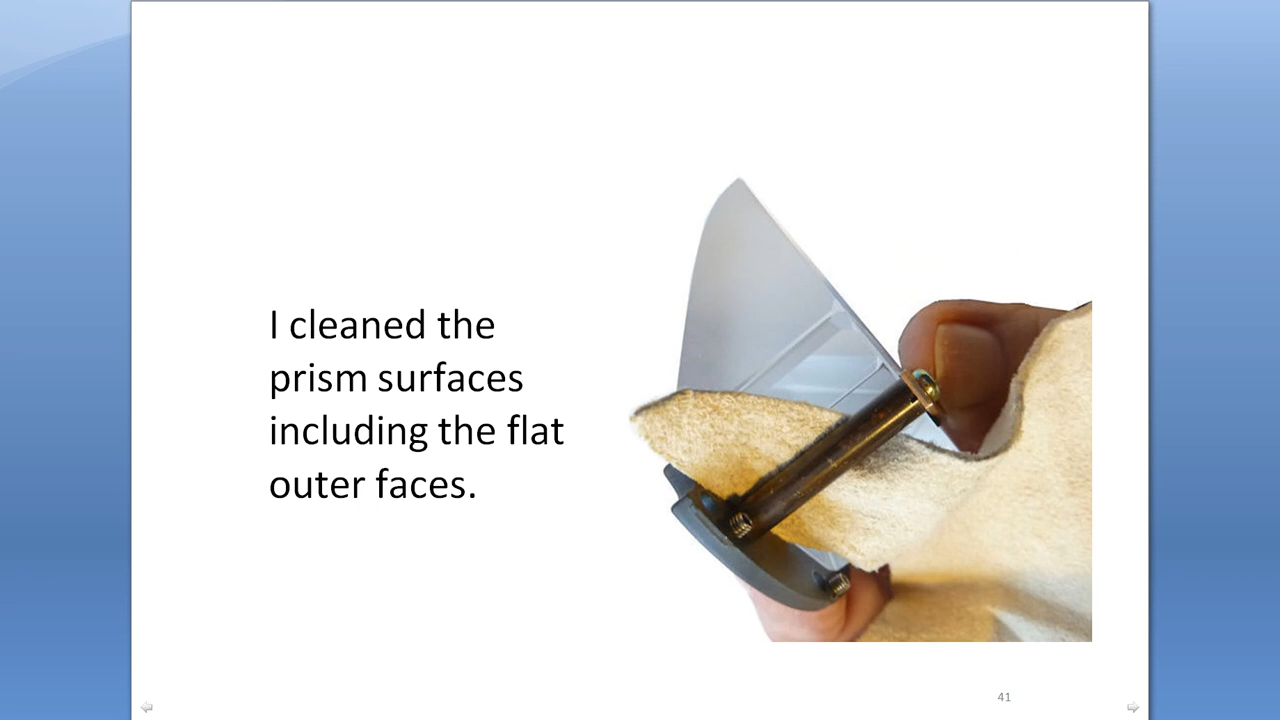 I cleaned the
prism surfaces
including the flat
outer faces.
41